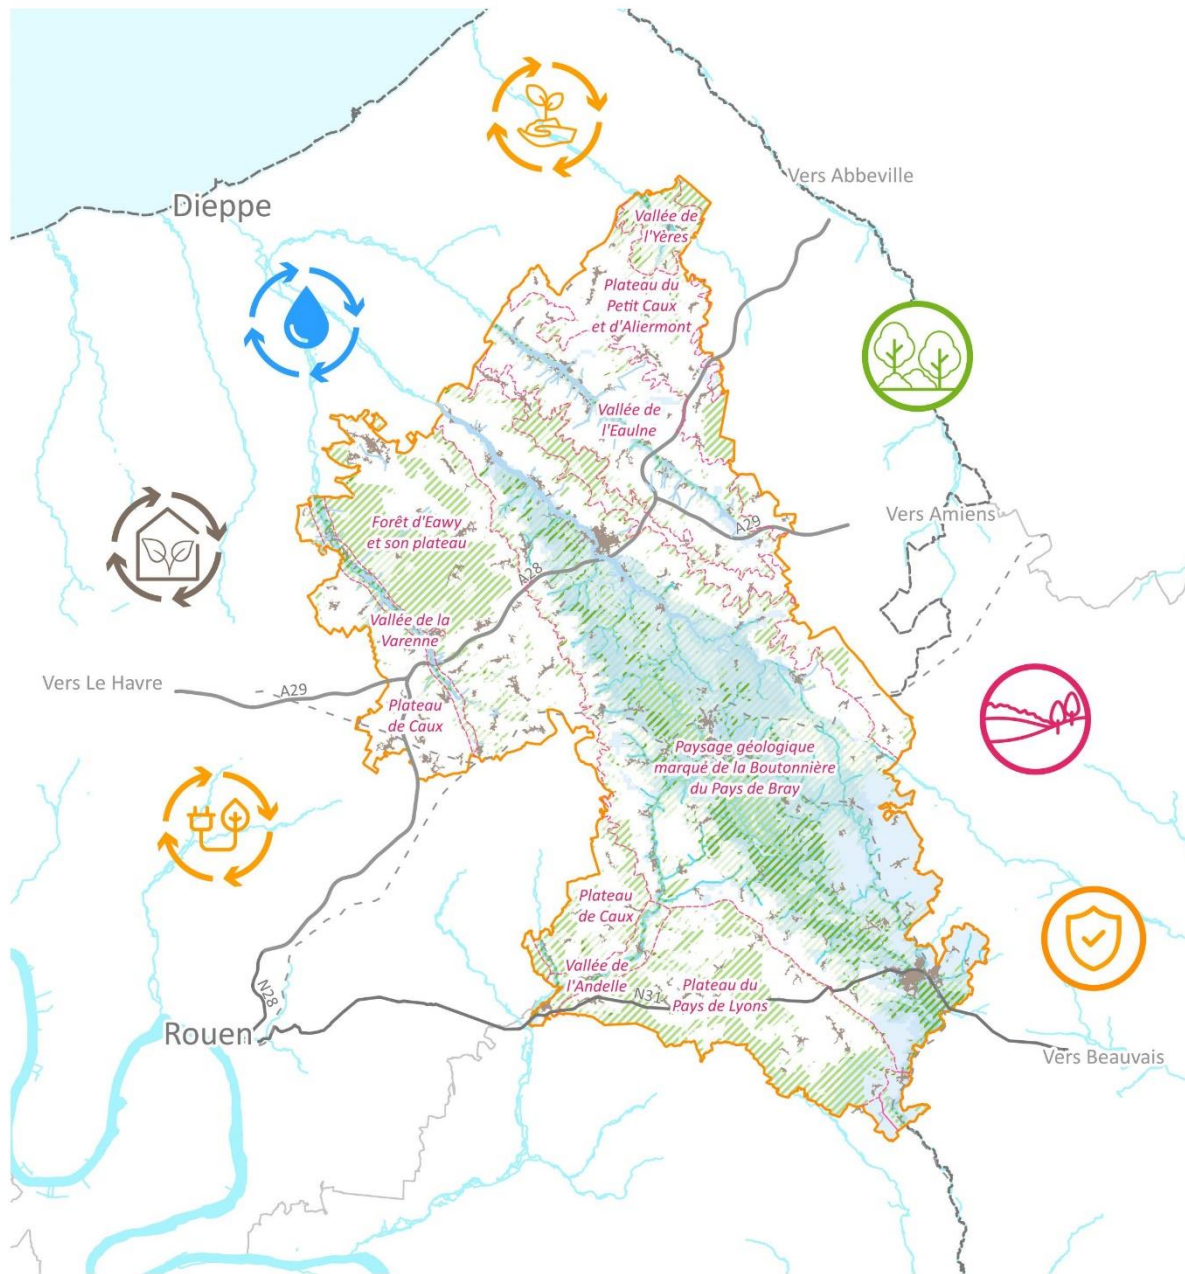 Vers Abbeville
Dieppe
Vallée de
l'Yères
Plateau du
Petit Caux
et d'Aliermont
Vallée de
l'Eaulne
Forêt d'Eawy
et son plateau
A29
Vers Amiens
A28
Vallée de la
Varenne
Vers Le Havre
A29
Plateau
de Caux
Paysage géologique
marqué de la Boutonnière
du Pays de Bray
Plateau
de Caux
Vallée de
l'Andelle
N31
Plateau du
Pays de Lyons
N28
Rouen
Vers Beauvais